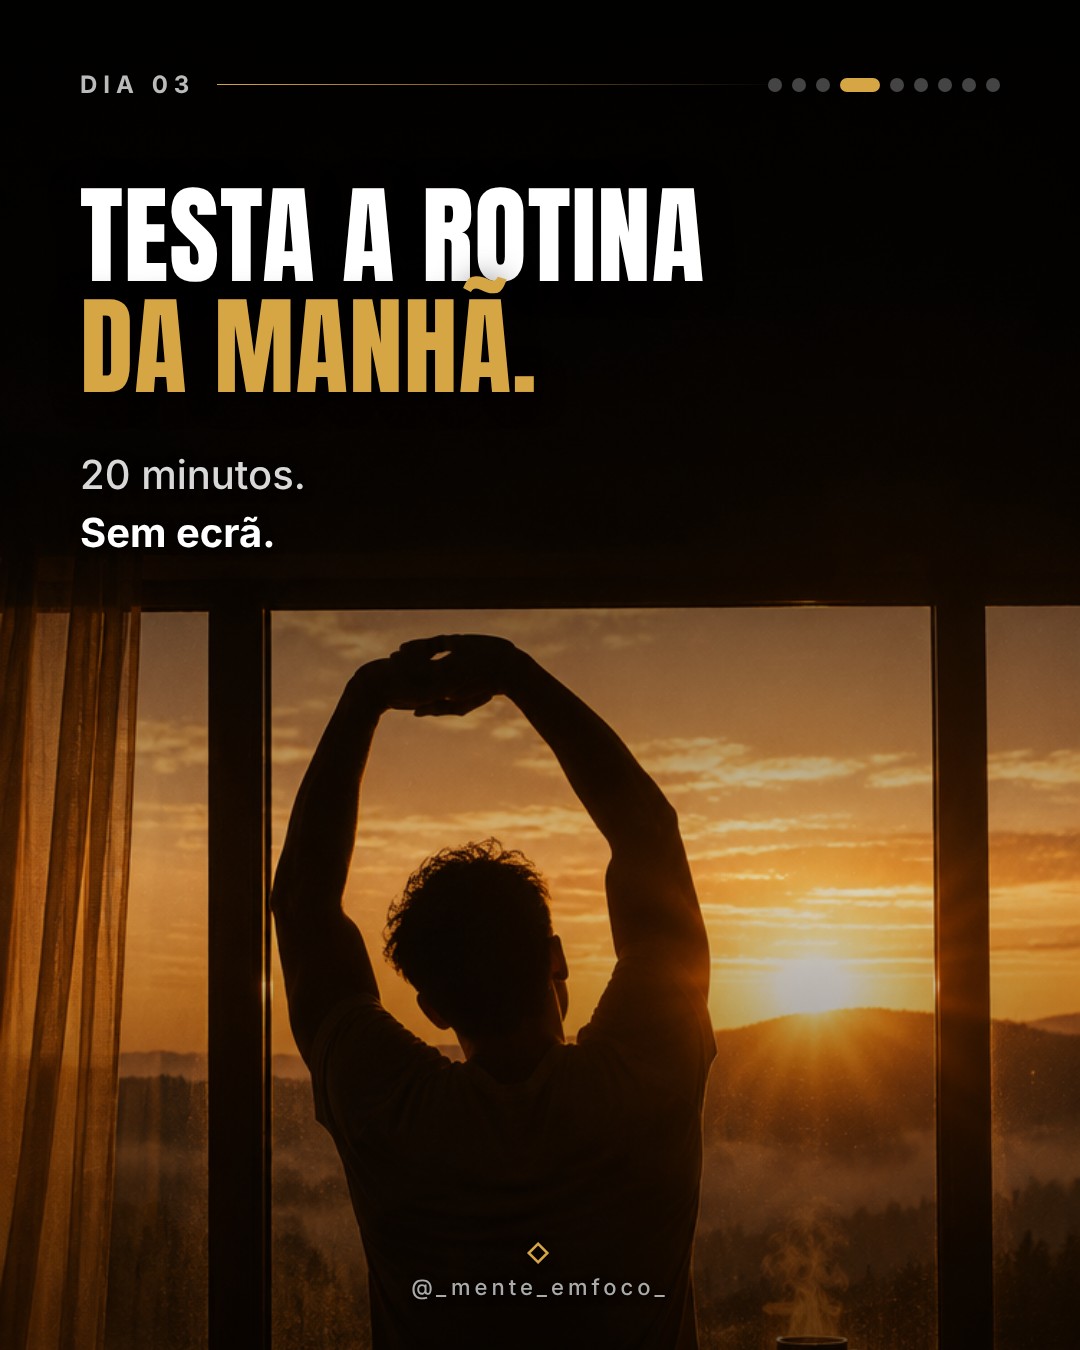 DIA 03
TESTA A ROTINA
DA MANHÃ.
20 minutos.
Sem ecrã.
@_mente_emfoco_